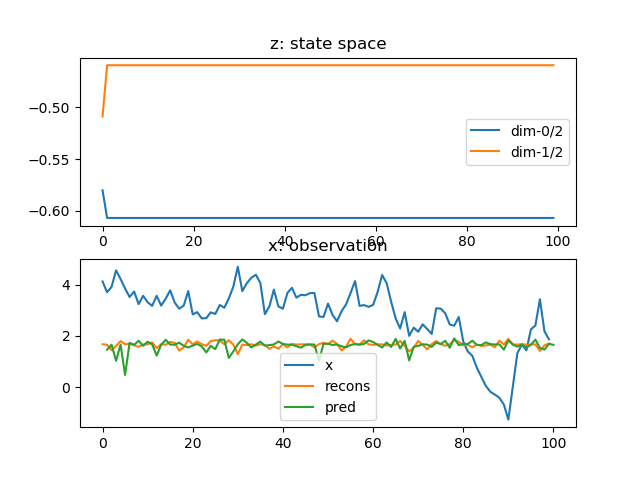 z: state space
−0.50
−0.55
−0.60
dim-0/2
dim-1/2
0 20 40 60 80 100
x: observation
4
2
0
x
recons
pred
0 20 40 60 80 100